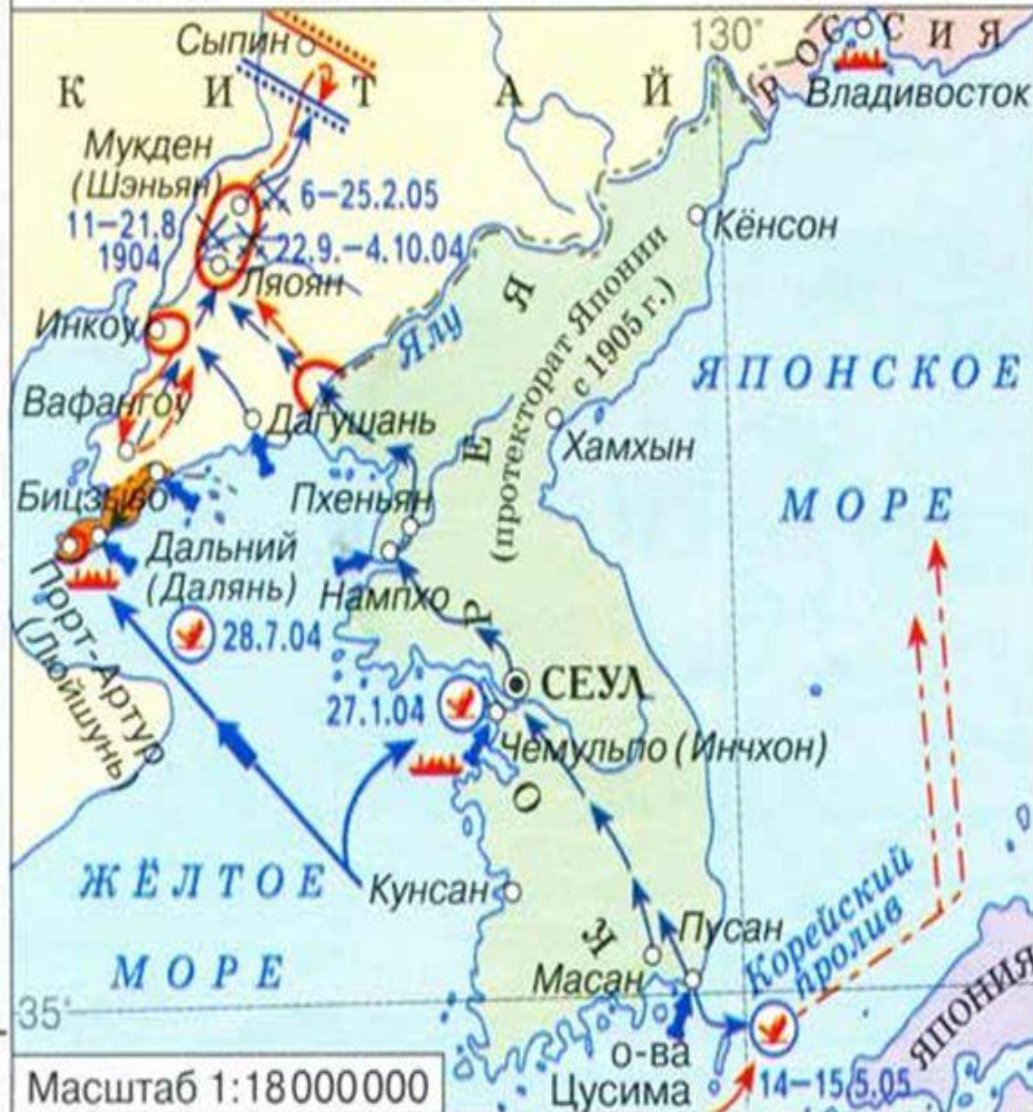 Сыпин
130°
РОССИЯ
КИТАЙ
Владивосток
Мукден
(Шэньян)
6–25.2.05
11–21.8.
1904
22.9.–4.10.04
Ляоян
Кёнсон
Инкоу
Ялу
(протекторат Японии
с 1905 г.)
ЯПОНСКОЕ
МОРЕ
Вафангоу
Дагушань
Хамхын
КОРЕЯ
Бицзыво
Пхеньян
Дальний
(Далянь)
Нампхо
Порт-Артур
(Люйшунь)
28.7.04
СЕУЛ
27.1.04
Чемульпо (Инчхон)
ЖЁЛТОЕ
МОРЕ
Кунсан
Пусан
Масан
Корейский
пролив
35°
ЯПОНИЯ
о-ва
Цусима
14–15.5.05
Масштаб 1:18000000